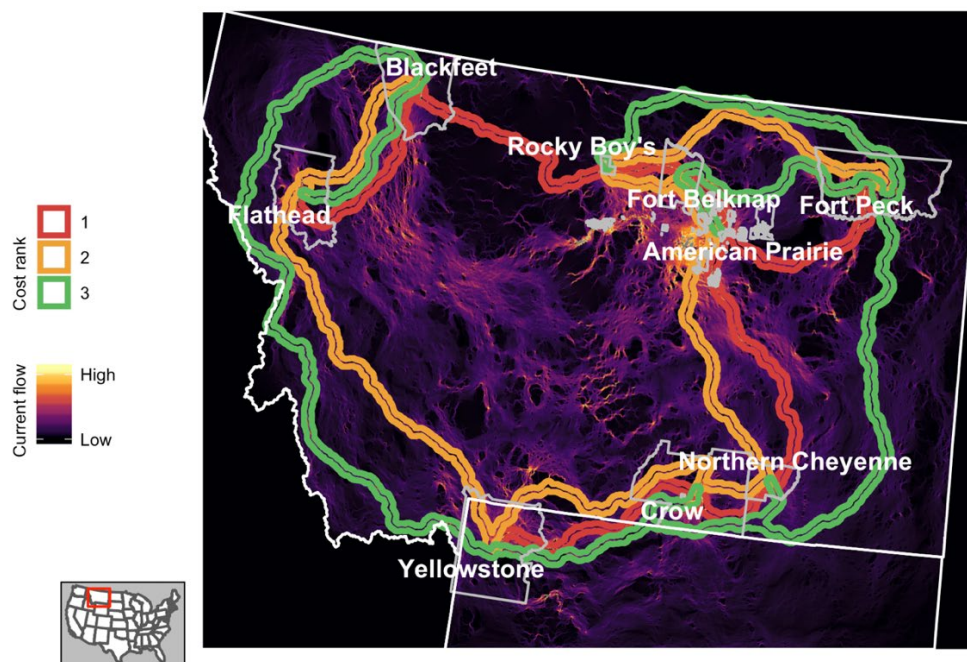 Blackfeet
Rocky Boy's
Fort Belknap
Fort Peck
Flathead
American Prairie
Northern Cheyenne
Crow
Yellowstone
Cost rank
1
2
3
Current flow
High
Low